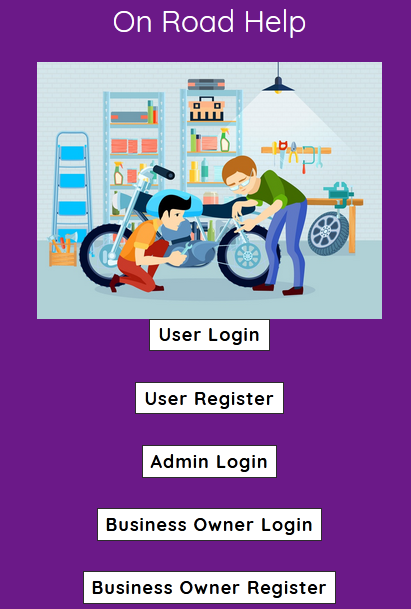 On Road Help
User Login
User Register
Admin Login
Business Owner Login
Business Owner Register